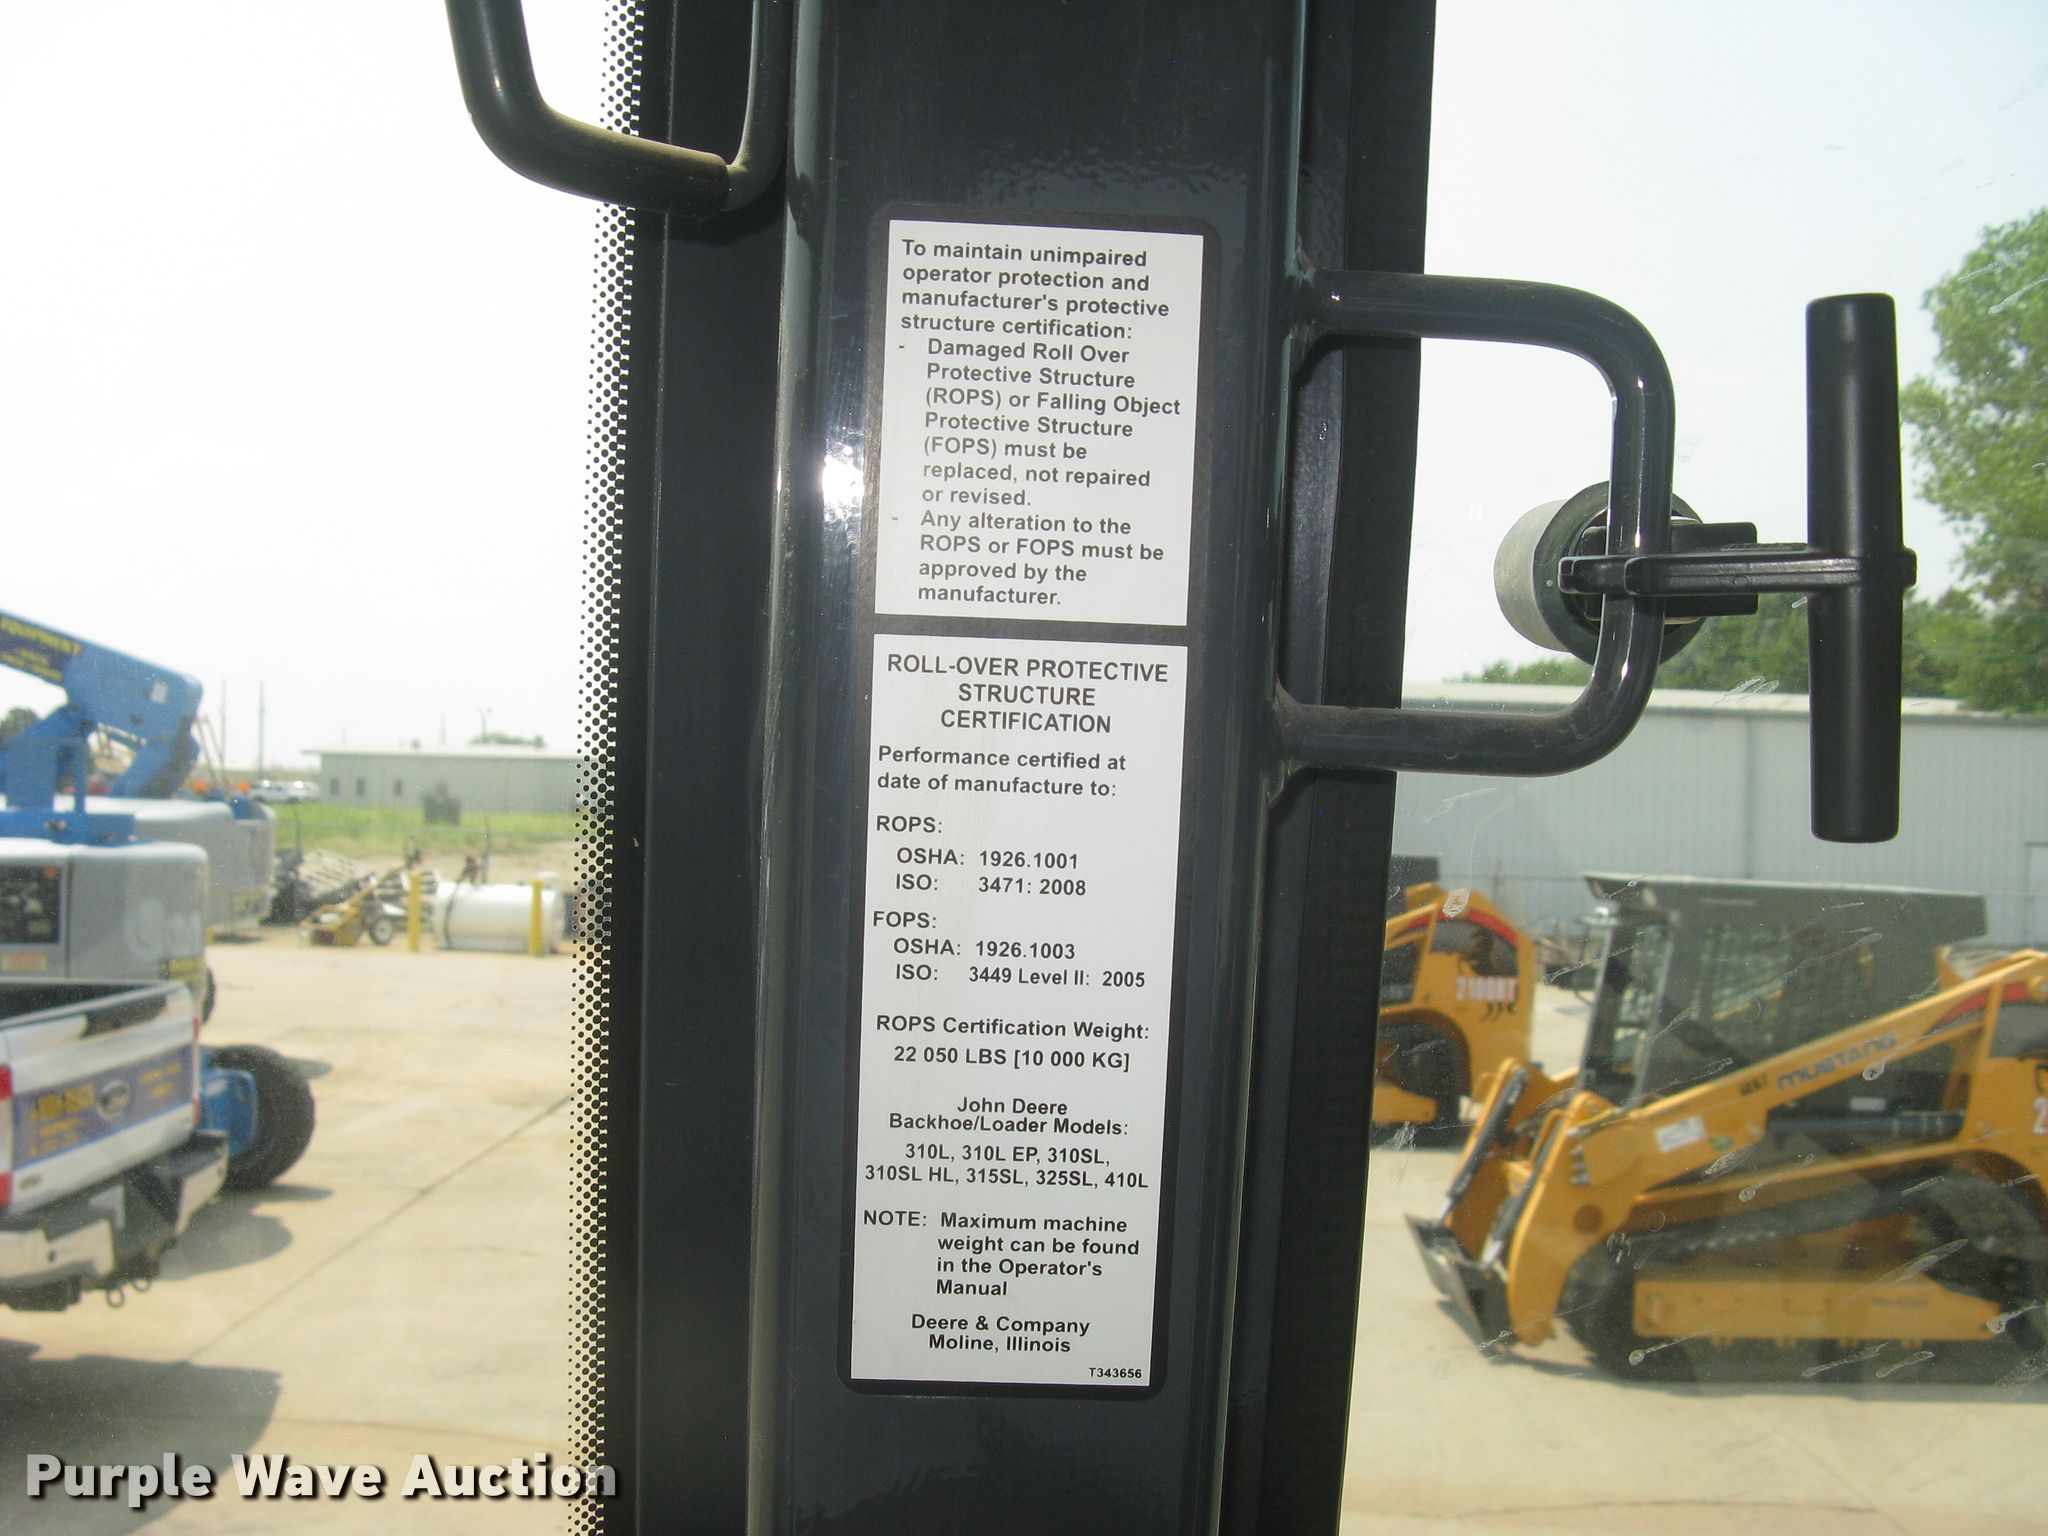 To maintain unimpaired
operator protection and
manufacturer's protective
structure certification:
- Damaged Roll Over
Protective Structure
(ROPS) or Falling Object
Protective Structure
(FOPS) must be
replaced, not repaired
or revised.
- Any alteration to the
ROPS or FOPS must be
approved by the
manufacturer.
ROLL-OVER PROTECTIVE
STRUCTURE
CERTIFICATION
Performance certified at
date of manufacture to:
ROPS:
OSHA: 1926.1001
ISO: 3471: 2008
FOPS:
OSHA: 1926.1003
ISO: 3449 Level II: 2005
ROPS Certification Weight:
22 050 LBS [10 000 KG]
John Deere
Backhoe/Loader Models:
310L, 310L EP, 310SL,
310SL HL, 315SL, 325SL, 410L
NOTE: Maximum machine
weight can be found
in the Operator's
Manual
Deere & Company
Moline, Illinois
T343656
EQUIPMENT
2100RT
MUSTANG
Purple Wave Auction